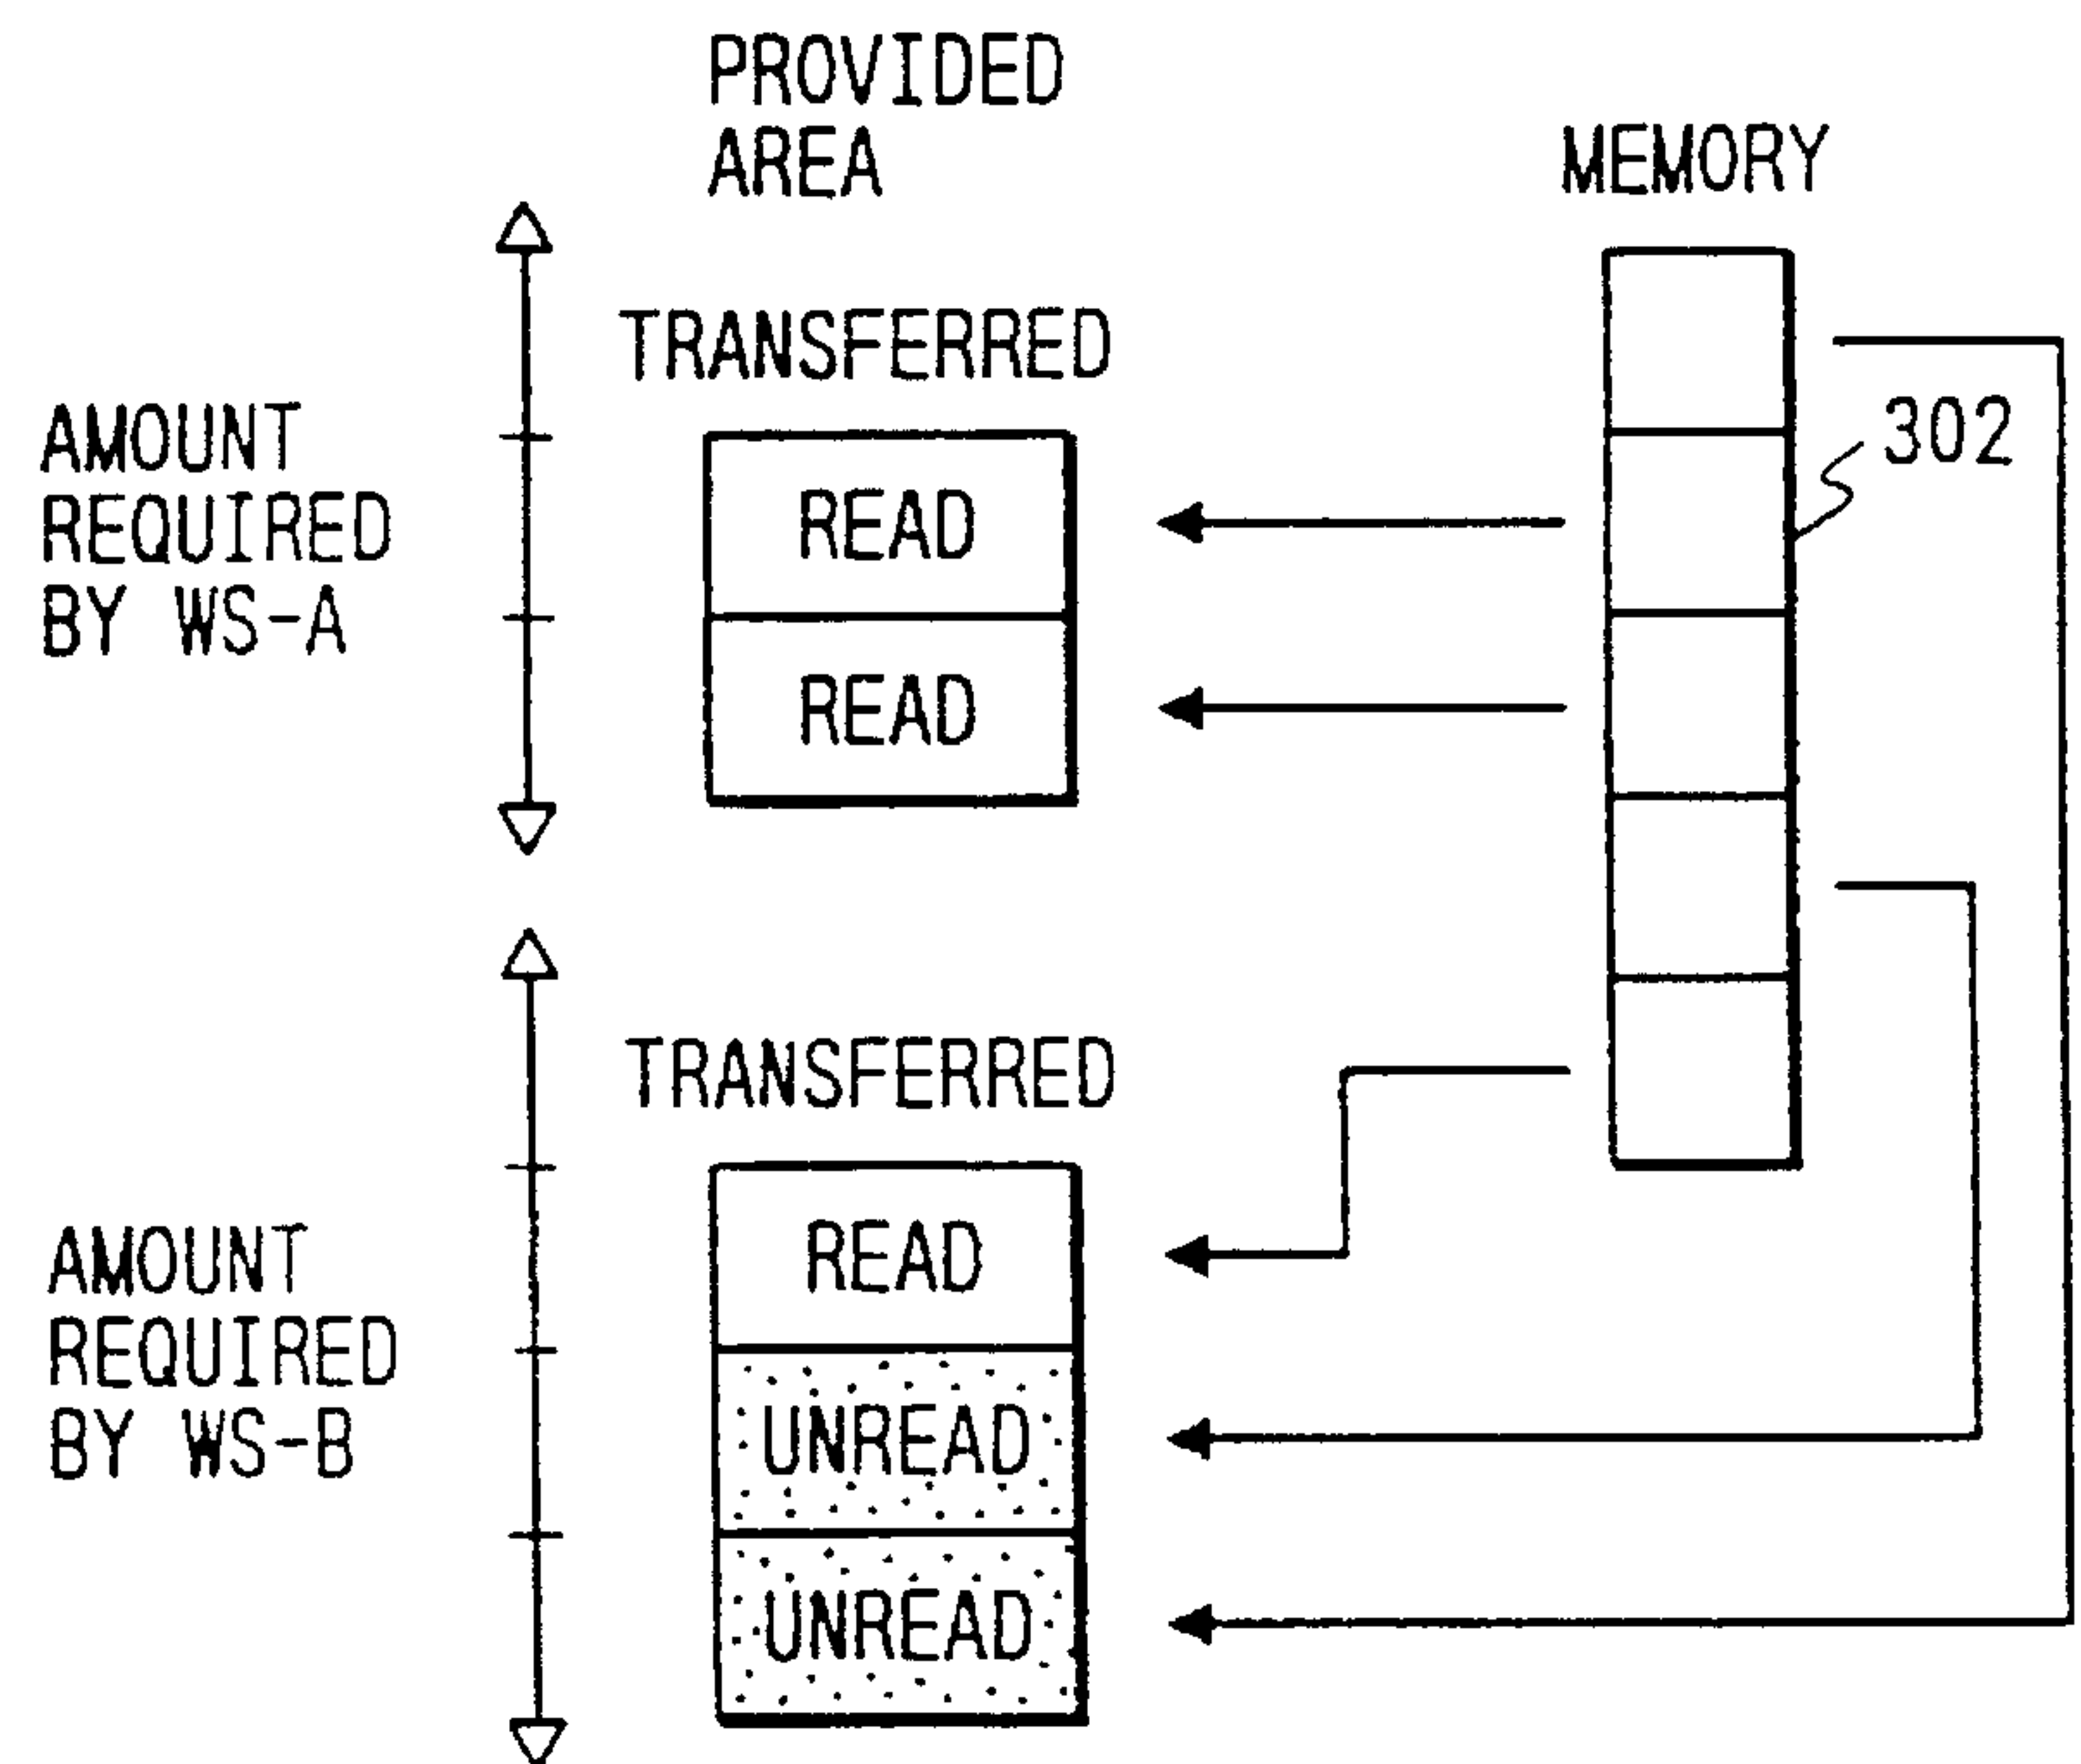 PROVIDED
AREA
MEMORY
TRANSFERRED
302
AMOUNT
REQUIRED
BY WS-A
READ
READ
TRANSFERRED
AMOUNT
REQUIRED
BY WS-B
READ
UNREAD
UNREAD